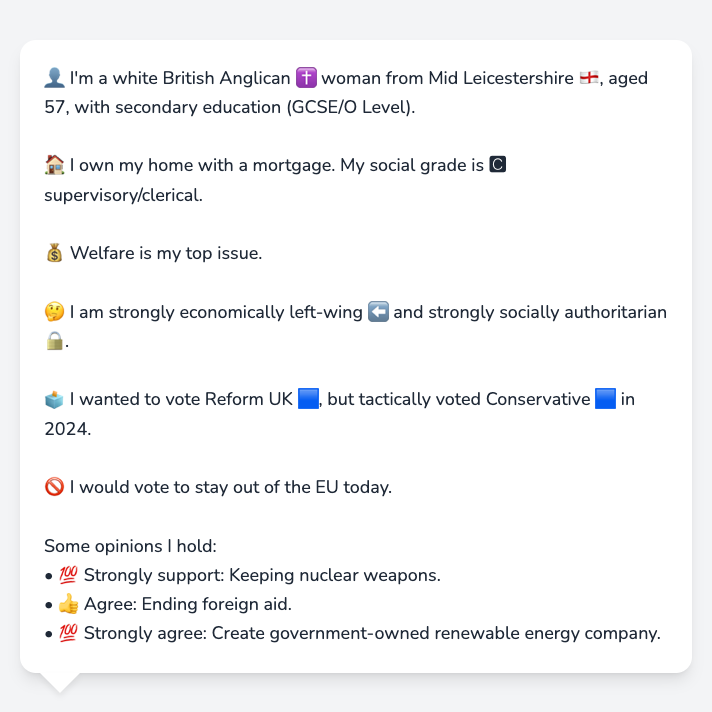 👤 I'm a white British Anglican ✝️ woman from Mid Leicestershire 🏴󠁧󠁢󠁥󠁮󠁧󠁿, aged
57, with secondary education (GCSE/O Level).
🏠 I own my home with a mortgage. My social grade is 🅲
supervisory/clerical.
💰 Welfare is my top issue.
🤔 I am strongly economically left-wing ⬅️ and strongly socially authoritarian
🔒.
🗳️ I wanted to vote Reform UK 🟦, but tactically voted Conservative 🟦 in
2024.
🚫 I would vote to stay out of the EU today.
Some opinions I hold:
• 💯 Strongly support: Keeping nuclear weapons.
• 👍 Agree: Ending foreign aid.
• 💯 Strongly agree: Create government-owned renewable energy company.